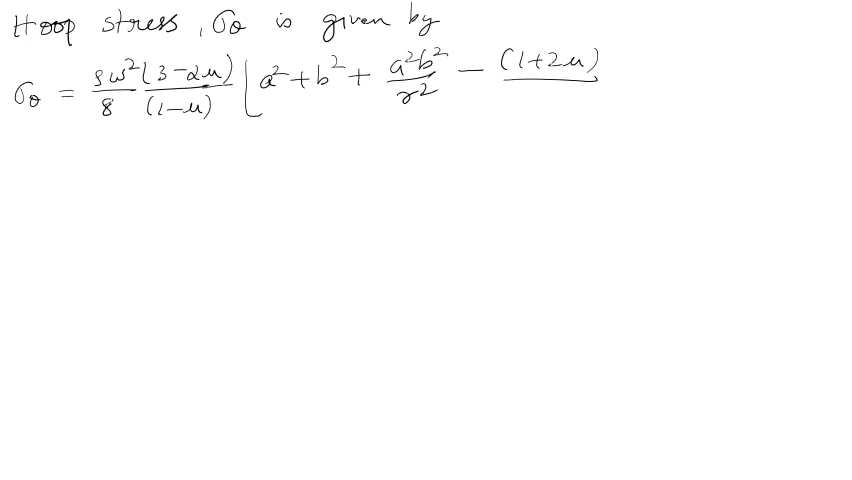 Hoop stress, σθ is given by
σθ = ρω²/8 (3-2μ)/(1-μ) [a² + b² + a²b²/r² - (1+2μ)/